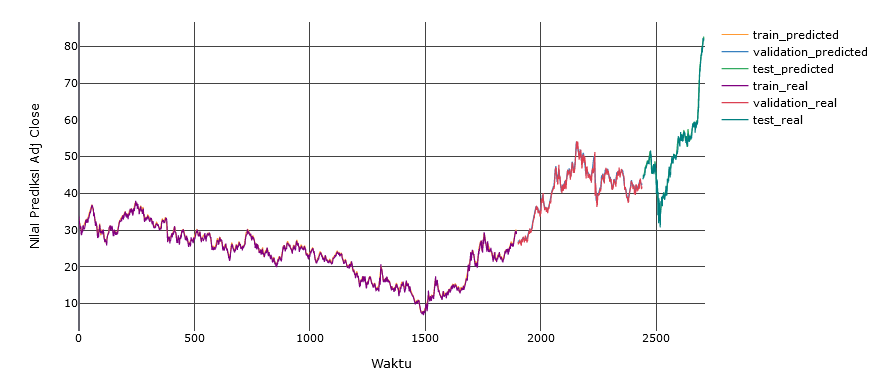 80
70
60
50
40
30
20
10
0
500
1000
1500
2000
2500
Waktu
Nilai Prediksi Adj Close
train_predicted
validation_predicted
test_predicted
train_real
validation_real
test_real